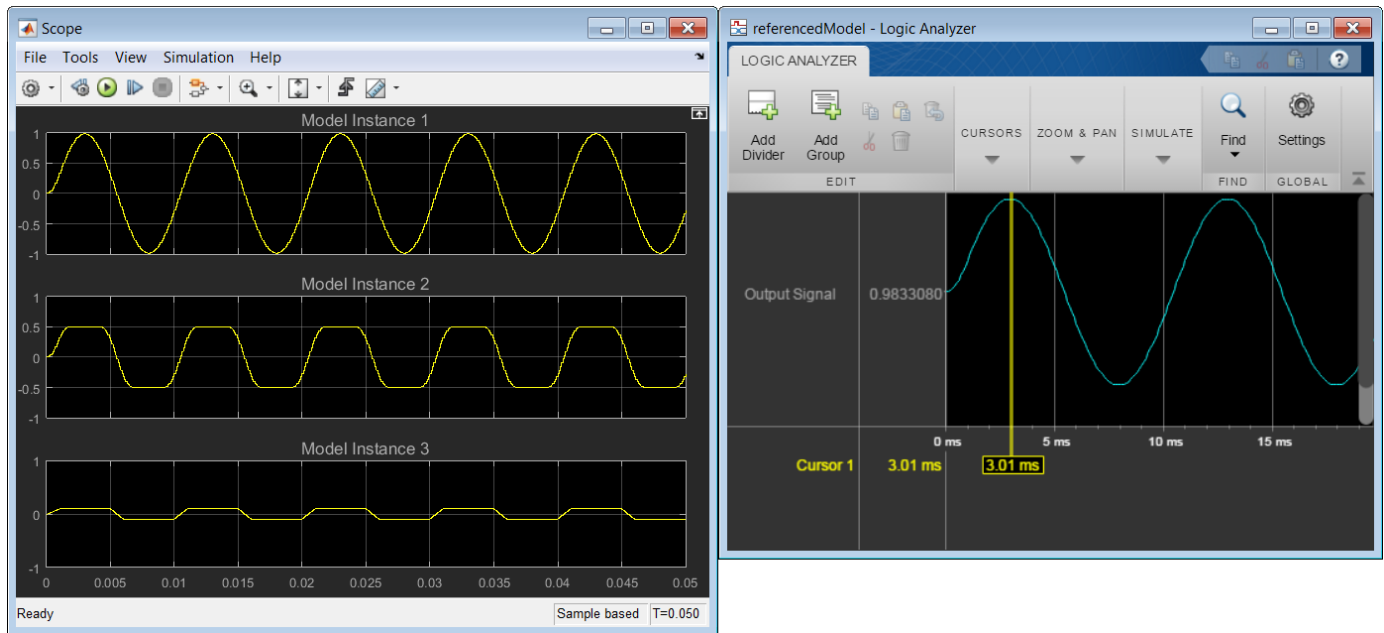 Scope
File Tools View Simulation Help
Model Instance 1
1
0.5
0
-0.5
-1
Model Instance 2
1
0.5
0
-0.5
-1
Model Instance 3
1
0
-1
0 0.005 0.01 0.015 0.02 0.025 0.03 0.035 0.04 0.045 0.05
Ready Sample based T=0.050
referencedModel - Logic Analyzer
LOGIC ANALYZER
?
Add Divider
Add Group
CURSORS ZOOM & PAN SIMULATE
Find
Settings
EDIT FIND GLOBAL
Output Signal 0.9833080
0 ms 5 ms 10 ms 15 ms
Cursor 1 3.01 ms 3.01 ms